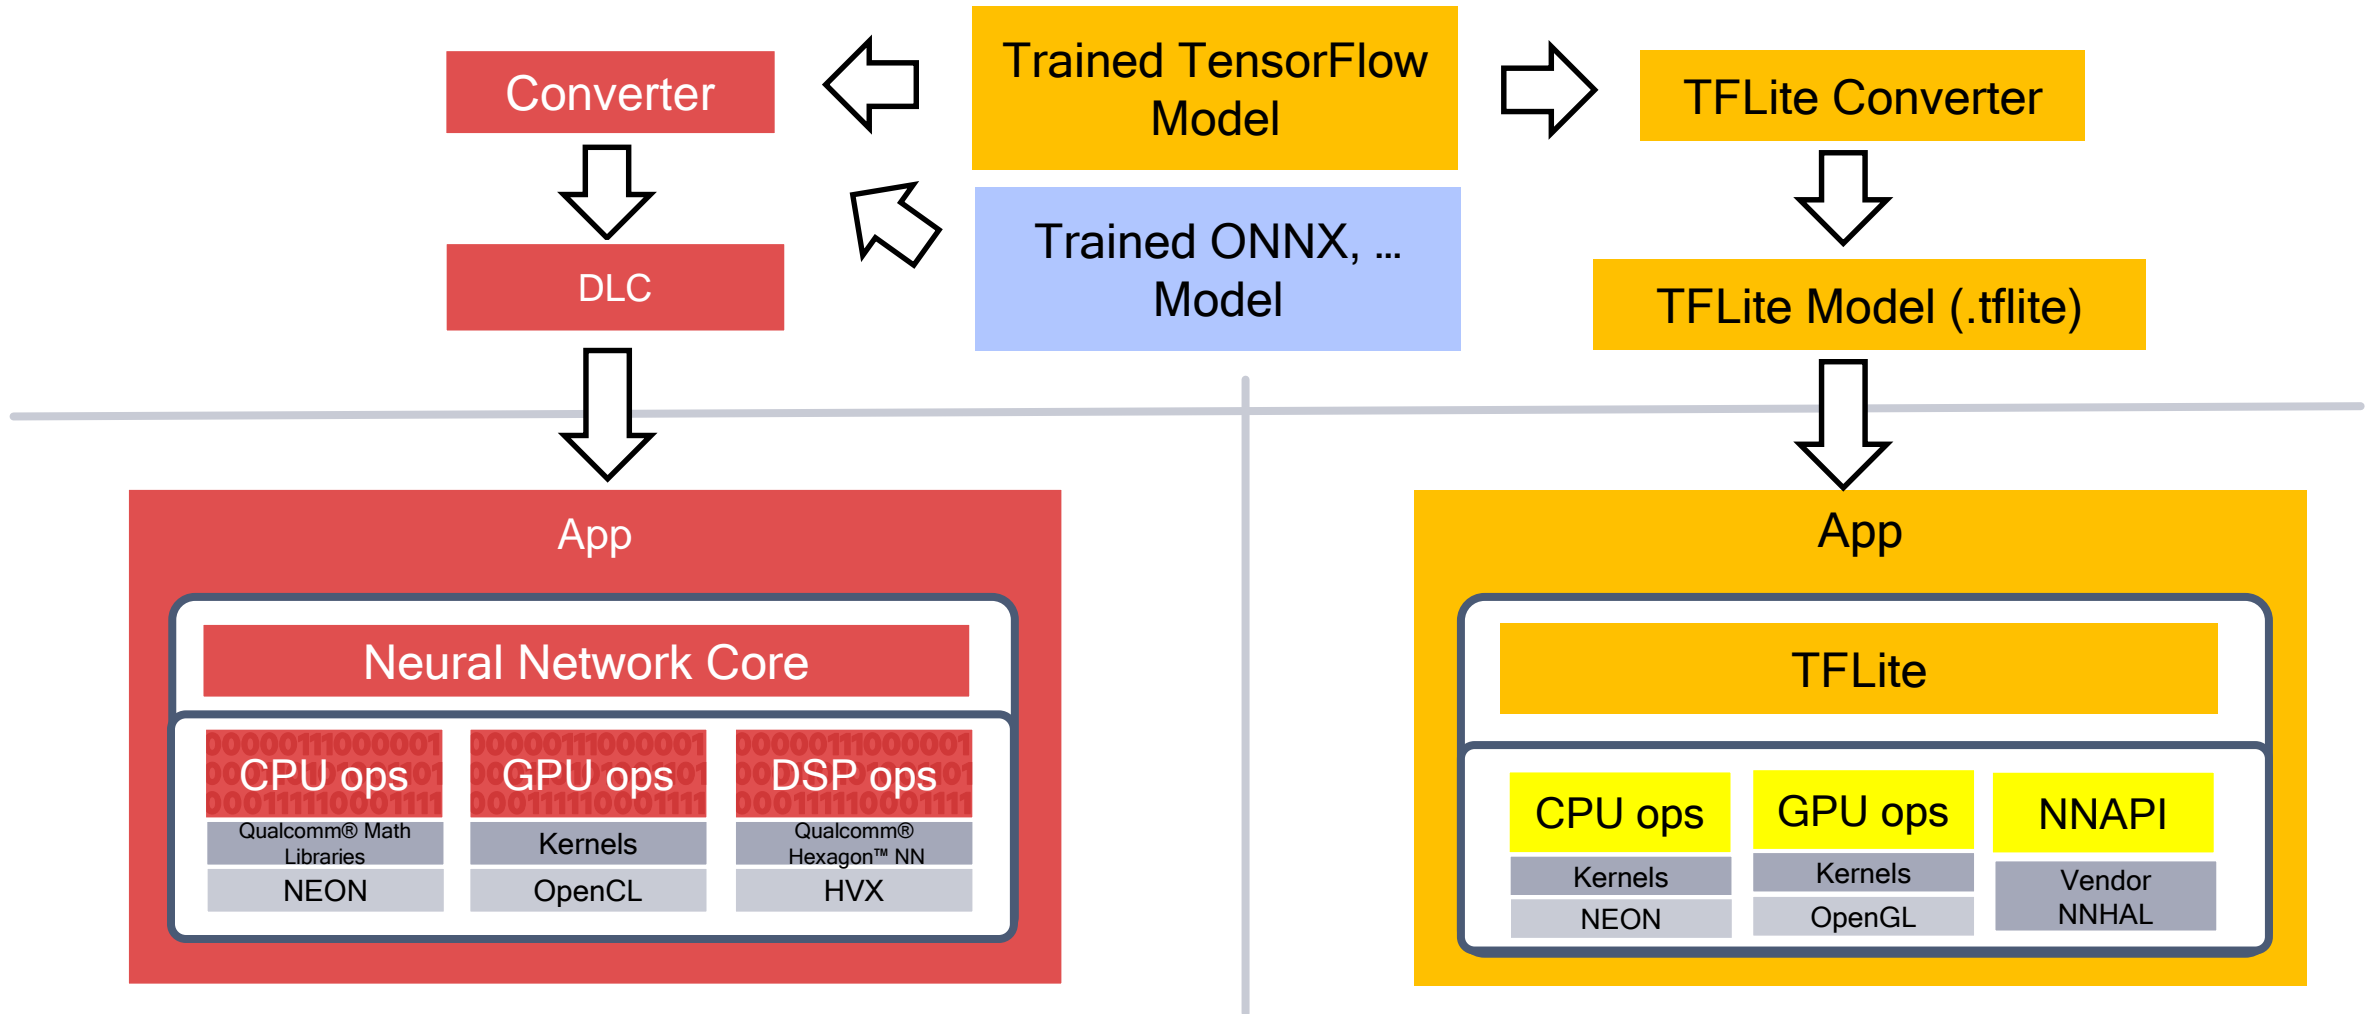 Trained TensorFlow
Model
Converter
TFLite Converter
Trained ONNX, ...
Model
DLC
TFLite Model (.tflite)
App
Neural Network Core
CPU ops
GPU ops
DSP ops
Qualcomm® Math
Libraries
Kernels
Qualcomm®
Hexagon™ NN
NEON
OpenCL
HVX
App
TFLite
CPU ops
GPU ops
NNAPI
Kernels
Kernels
Vendor
NNHAL
NEON
OpenGL